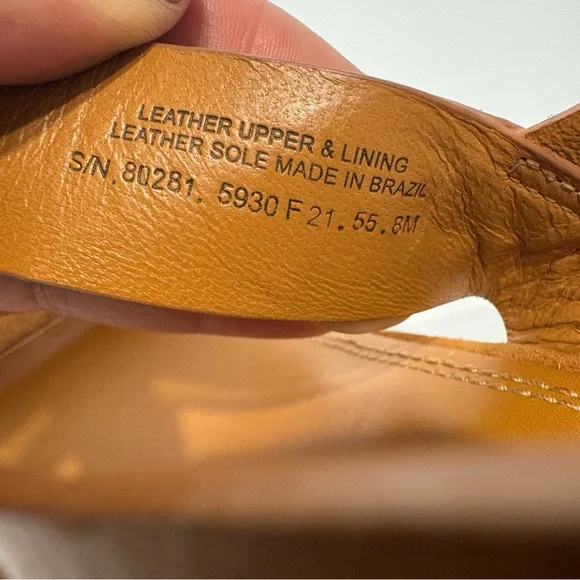 LEATHER UPPER & LINING
LEATHER SOLE MADE IN BRAZIL
S/N. 80281. 5930 F 21. 55. 8M